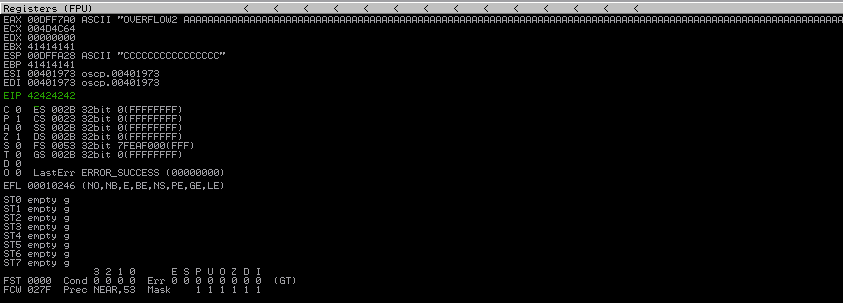 Registers (FPU) < < < < < < < < < < < < < <
EAX 00DFF7A0 ASCII "OVERFLOW2 AAAAAAAAAAAAAAAAAAAAAAAAAAAAAAAAAAAAAAAAAAAAAAAAAAAAAAAAAAAAAAAAAAAAAAAAAAAAAAAAAAAAAAAAAAAAAAAAAAAAA
ECX 004D4C64
EDX 00000000
EBX 41414141
ESP 00DFFA28 ASCII "CCCCCCCCCCCCCCCC"
EBP 41414141
ESI 00401973 oscp.00401973
EDI 00401973 oscp.00401973
EIP 42424242
C 0 ES 002B 32bit 0(FFFFFFFF)
P 1 CS 0023 32bit 0(FFFFFFFF)
A 0 SS 002B 32bit 0(FFFFFFFF)
Z 1 DS 002B 32bit 0(FFFFFFFF)
S 0 FS 0053 32bit 7FEAF000(FFF)
T 0 GS 002B 32bit 0(FFFFFFFF)
D 0
O 0 LastErr ERROR_SUCCESS (00000000)
EFL 00010246 (NO,NB,E,BE,NS,PE,GE,LE)
ST0 empty g
ST1 empty g
ST2 empty g
ST3 empty g
ST4 empty g
ST5 empty g
ST6 empty g
ST7 empty g
3 2 1 0 E S P U O Z D I
FST 0000 Cond 0 0 0 0 Err 0 0 0 0 0 0 0 0 (GT)
FCW 027F Prec NEAR,53 Mask 1 1 1 1 1 1